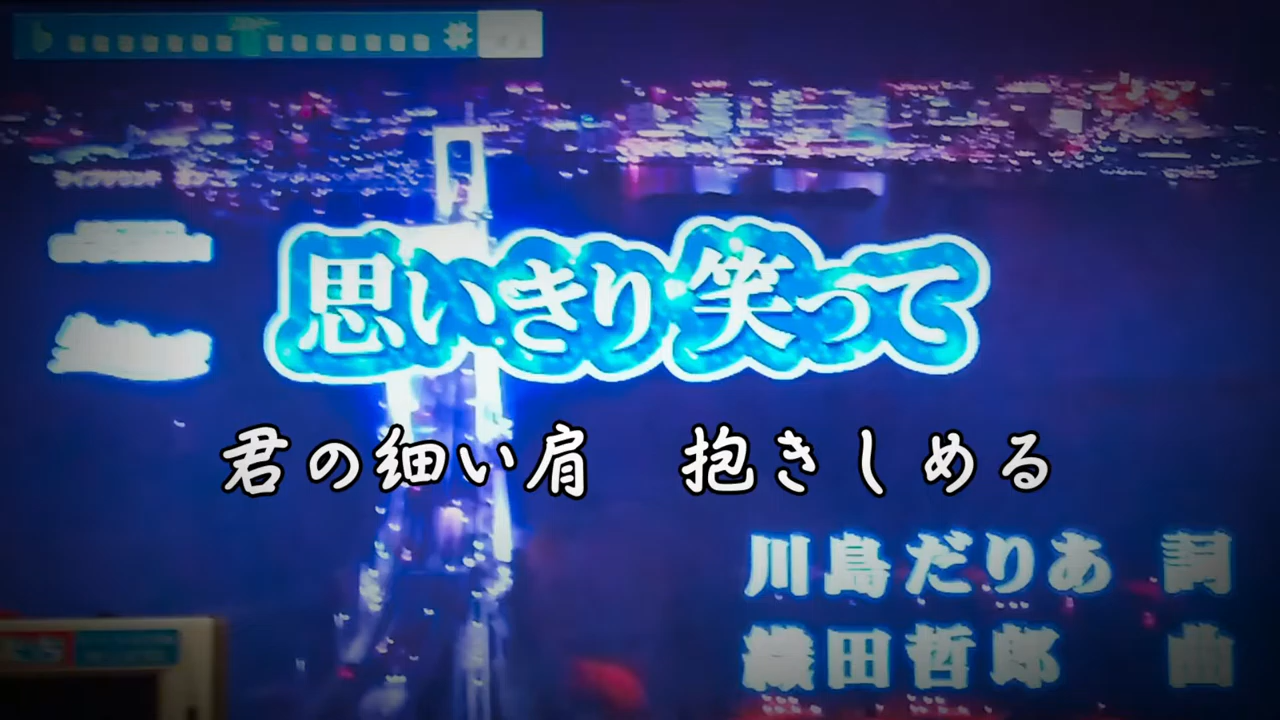 思いきり笑って
君の細い肩　抱きしめる
川島だりあ 詞
織田哲郎 曲